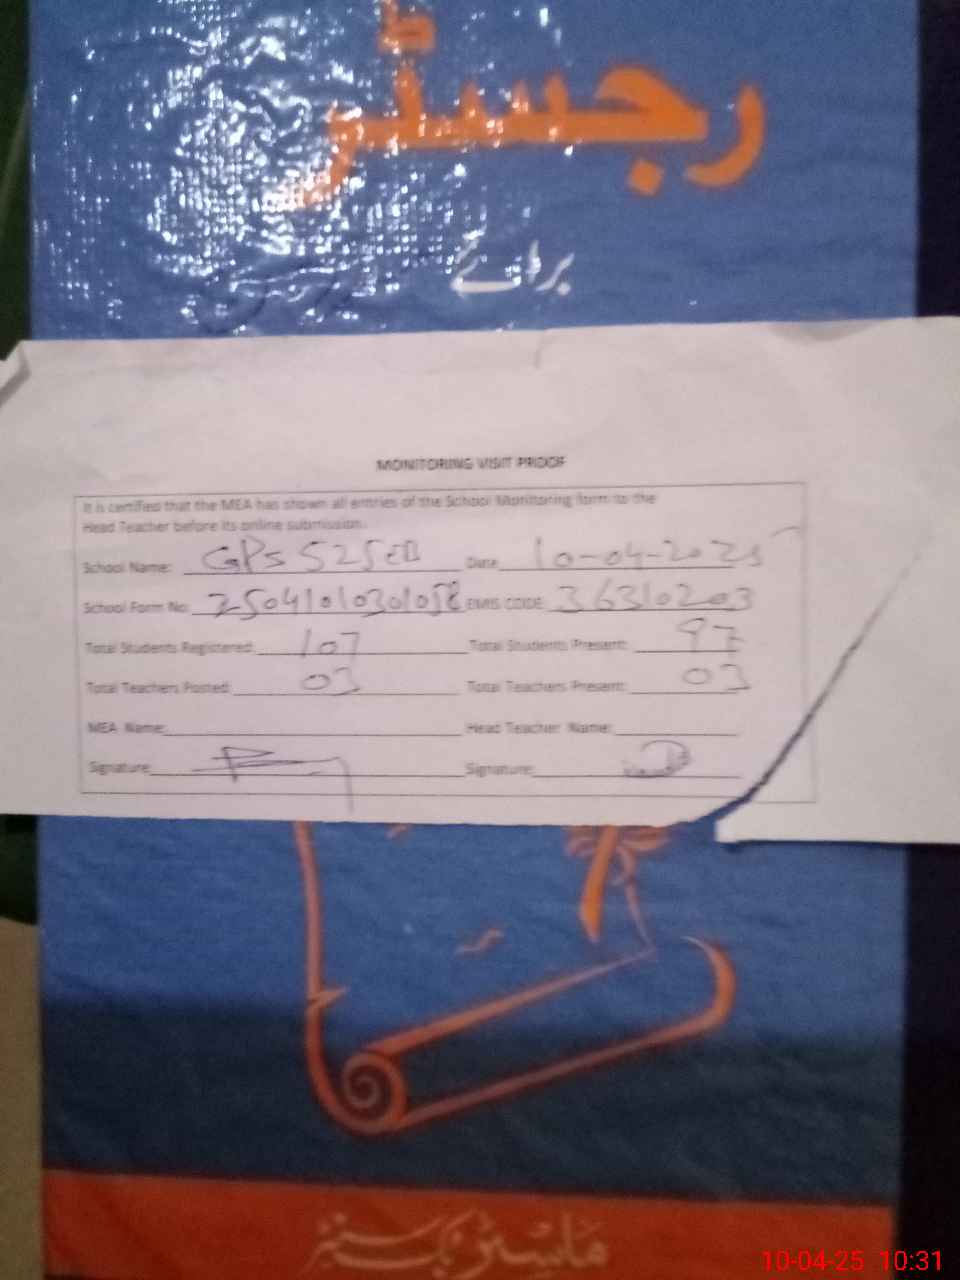 رجسٹر
برائے
MONITORING VISIT PROOF
It is certified that the MEA has shown all entries of the School Monitoring form to the
Head Teacher before its online submission.
School Name: GPS 525EB Date 10-04-2025
School Form No: 25041010301058 EMIS CODE: 36310203
Total Students Registered: 107 Total Students Present: 97
Total Teachers Posted: 03 Total Teachers Present: 03
MEA Name: Head Teacher Name:
Signature Signature:
ماسٹر بک سنٹر
10-04-25 10:31